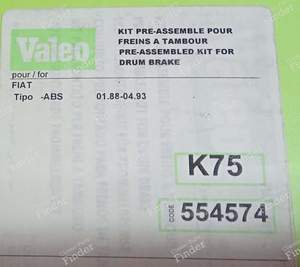 Valeo
KIT PRE-ASSEMBLE POUR
FREINS A TAMBOUR
PRE-ASSEMBLED KIT FOR
DRUM BRAKE
pour / for
FIAT
Tipo -ABS 01.88-04.93
K75
CODE 554574